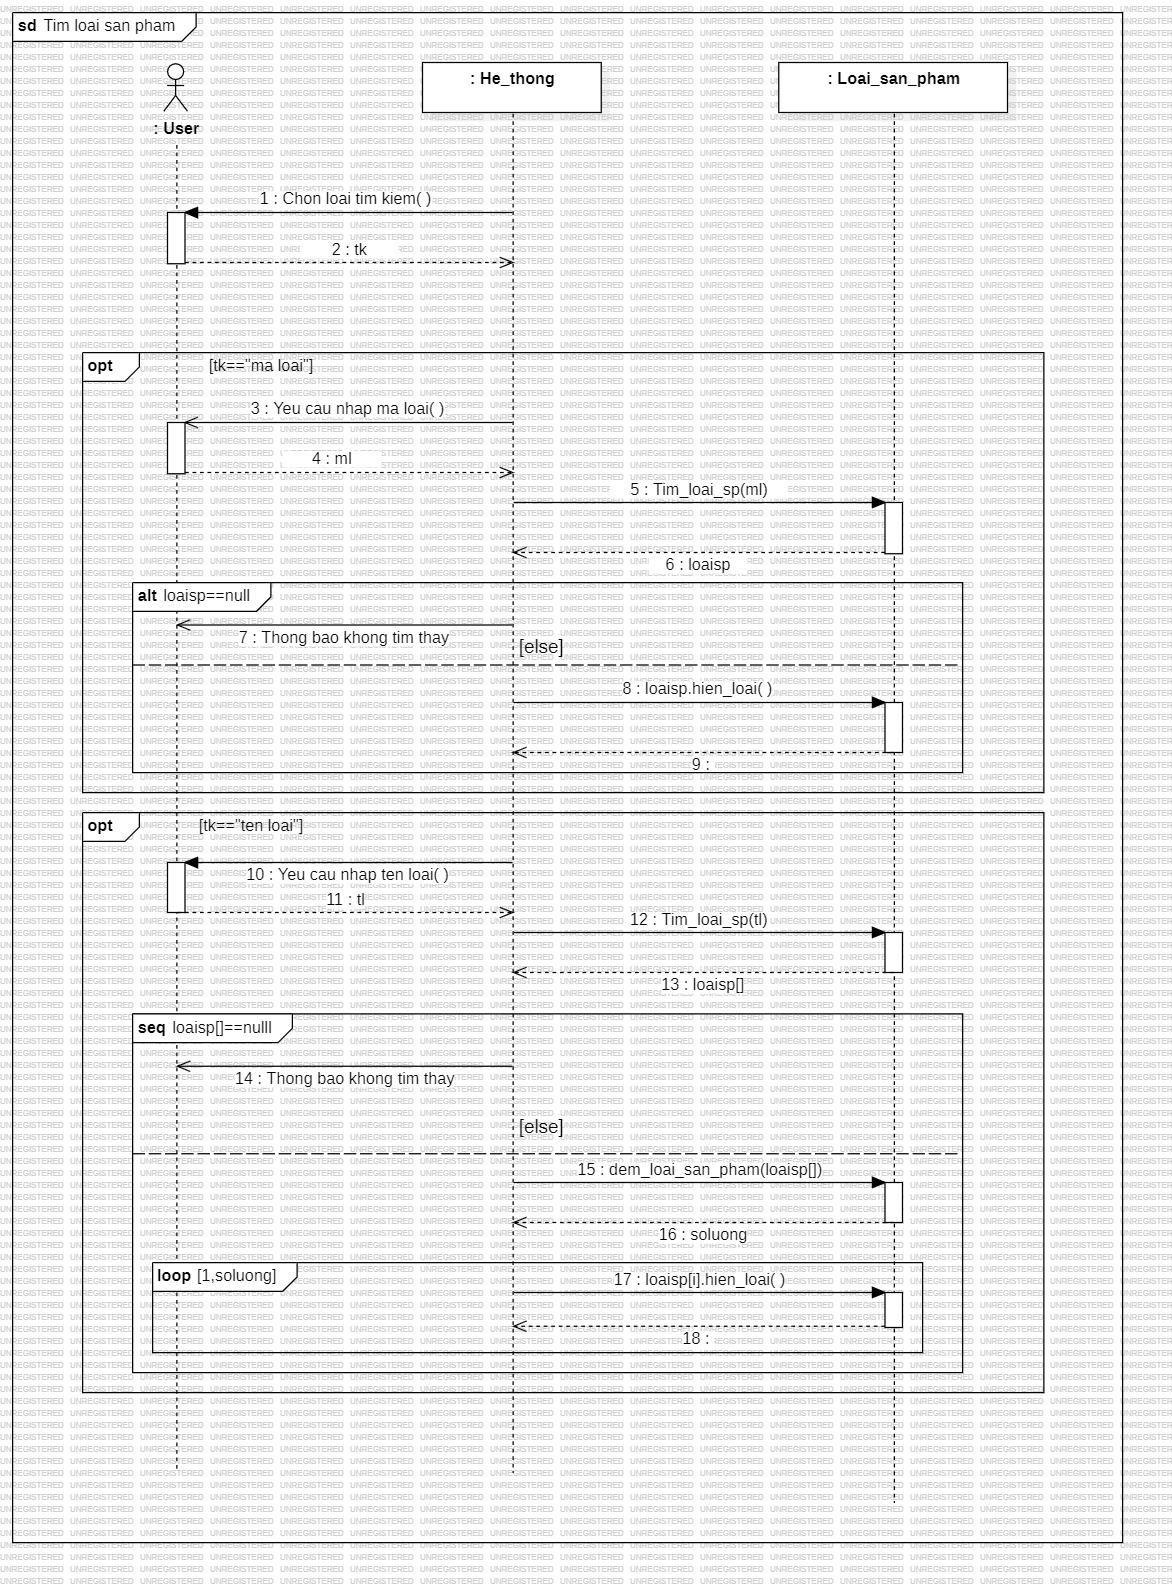 sd Tim loai san pham
: User
: He_thong
: Loai_san_pham
1 : Chon loai tim kiem( )
2 : tk
opt [tk=="ma loai"]
3 : Yeu cau nhap ma loai( )
4 : ml
5 : Tim_loai_sp(ml)
6 : loaisp
alt loaisp==null
7 : Thong bao khong tim thay
[else]
8 : loaisp.hien_loai( )
9 :
opt [tk=="ten loai"]
10 : Yeu cau nhap ten loai( )
11 : tl
12 : Tim_loai_sp(tl)
13 : loaisp[]
seq loaisp[]==nulll
14 : Thong bao khong tim thay
[else]
15 : dem_loai_san_pham(loaisp[])
16 : soluong
loop [1,soluong]
17 : loaisp[i].hien_loai( )
18 :
UNREGISTERED